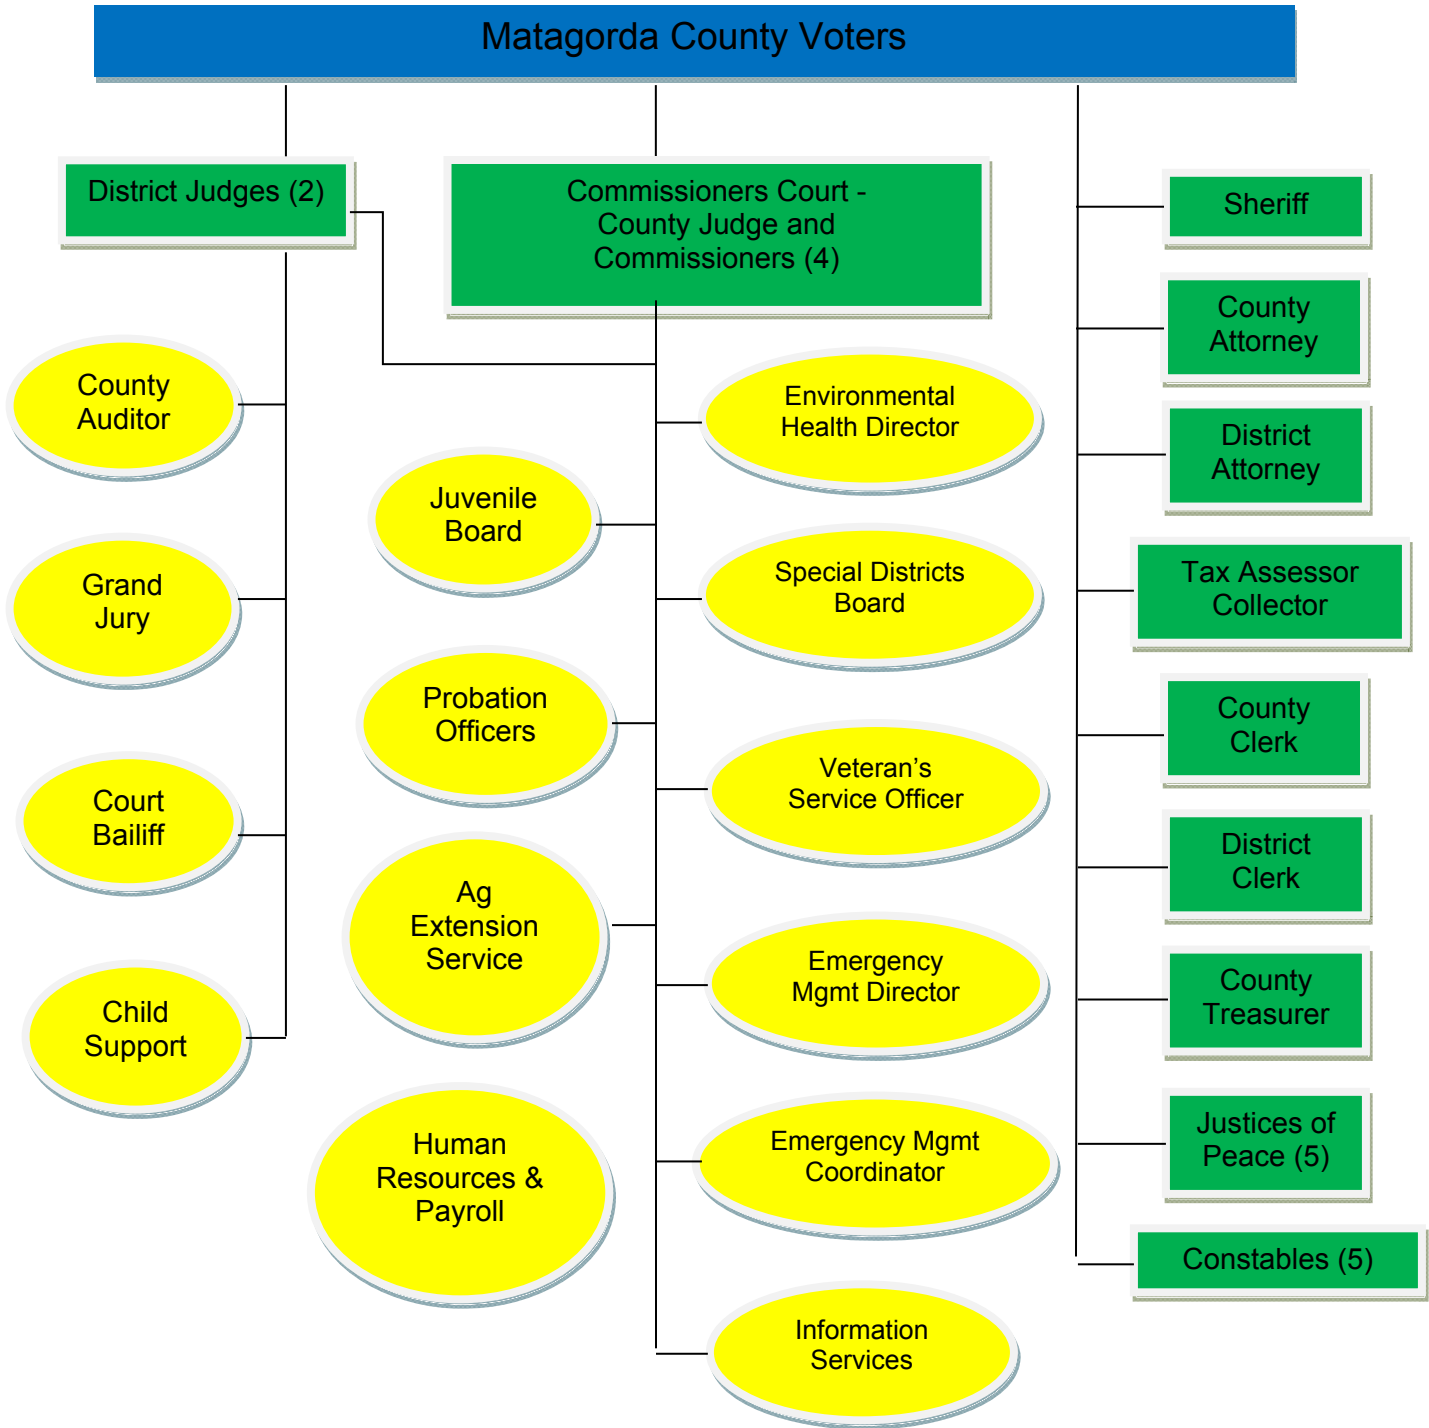 Matagorda County Voters
District Judges (2)
Commissioners Court -
County Judge and
Commissioners (4)
County
Auditor
Grand
Jury
Court
Bailiff
Child
Support
Juvenile
Board
Probation
Officers
Ag
Extension
Service
Human
Resources &
Payroll
Environmental
Health Director
Special Districts
Board
Veteran’s
Service Officer
Emergency
Mgmt Director
Emergency Mgmt
Coordinator
Information
Services
Sheriff
County
Attorney
District
Attorney
Tax Assessor
Collector
County
Clerk
District
Clerk
County
Treasurer
Justices of
Peace (5)
Constables (5)